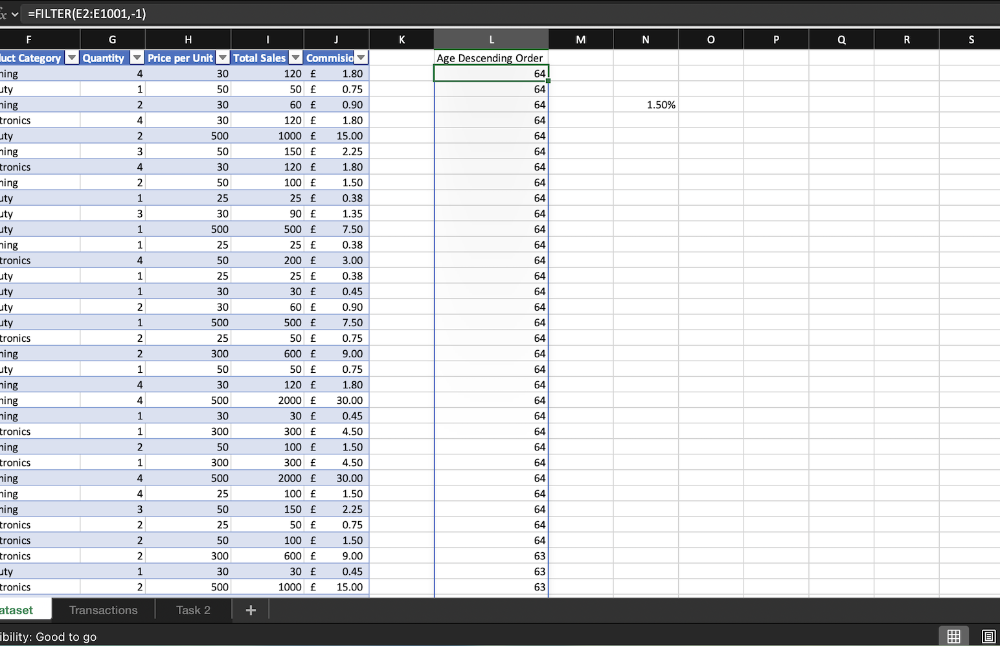 =FILTER(E2:E1001,-1)
F G H I J K L M N O P Q R S
uct Category Quantity Price per Unit Total Sales Commisio Age Descending Order
ning 4 30 120 £ 1.80 64
uty 1 50 50 £ 0.75 64
ning 2 30 60 £ 0.90 64 1.50%
tronics 4 30 120 £ 1.80 64
uty 2 500 1000 £ 15.00 64
ning 3 50 150 £ 2.25 64
tronics 4 30 120 £ 1.80 64
ning 2 50 100 £ 1.50 64
uty 1 25 25 £ 0.38 64
uty 3 30 90 £ 1.35 64
uty 1 500 500 £ 7.50 64
ning 1 25 25 £ 0.38 64
tronics 4 50 200 £ 3.00 64
uty 1 25 25 £ 0.38 64
uty 1 30 30 £ 0.45 64
uty 2 30 60 £ 0.90 64
uty 1 500 500 £ 7.50 64
tronics 2 25 50 £ 0.75 64
ning 2 300 600 £ 9.00 64
uty 1 50 50 £ 0.75 64
ning 4 30 120 £ 1.80 64
ning 4 500 2000 £ 30.00 64
ning 1 30 30 £ 0.45 64
tronics 1 300 300 £ 4.50 64
ning 2 50 100 £ 1.50 64
tronics 1 300 300 £ 4.50 64
ning 4 500 2000 £ 30.00 64
ning 4 25 100 £ 1.50 64
ning 3 50 150 £ 2.25 64
tronics 2 25 50 £ 0.75 64
tronics 2 50 100 £ 1.50 64
tronics 2 300 600 £ 9.00 63
uty 1 30 30 £ 0.45 63
tronics 2 500 1000 £ 15.00 63
ataset Transactions Task 2 +
ibility: Good to go